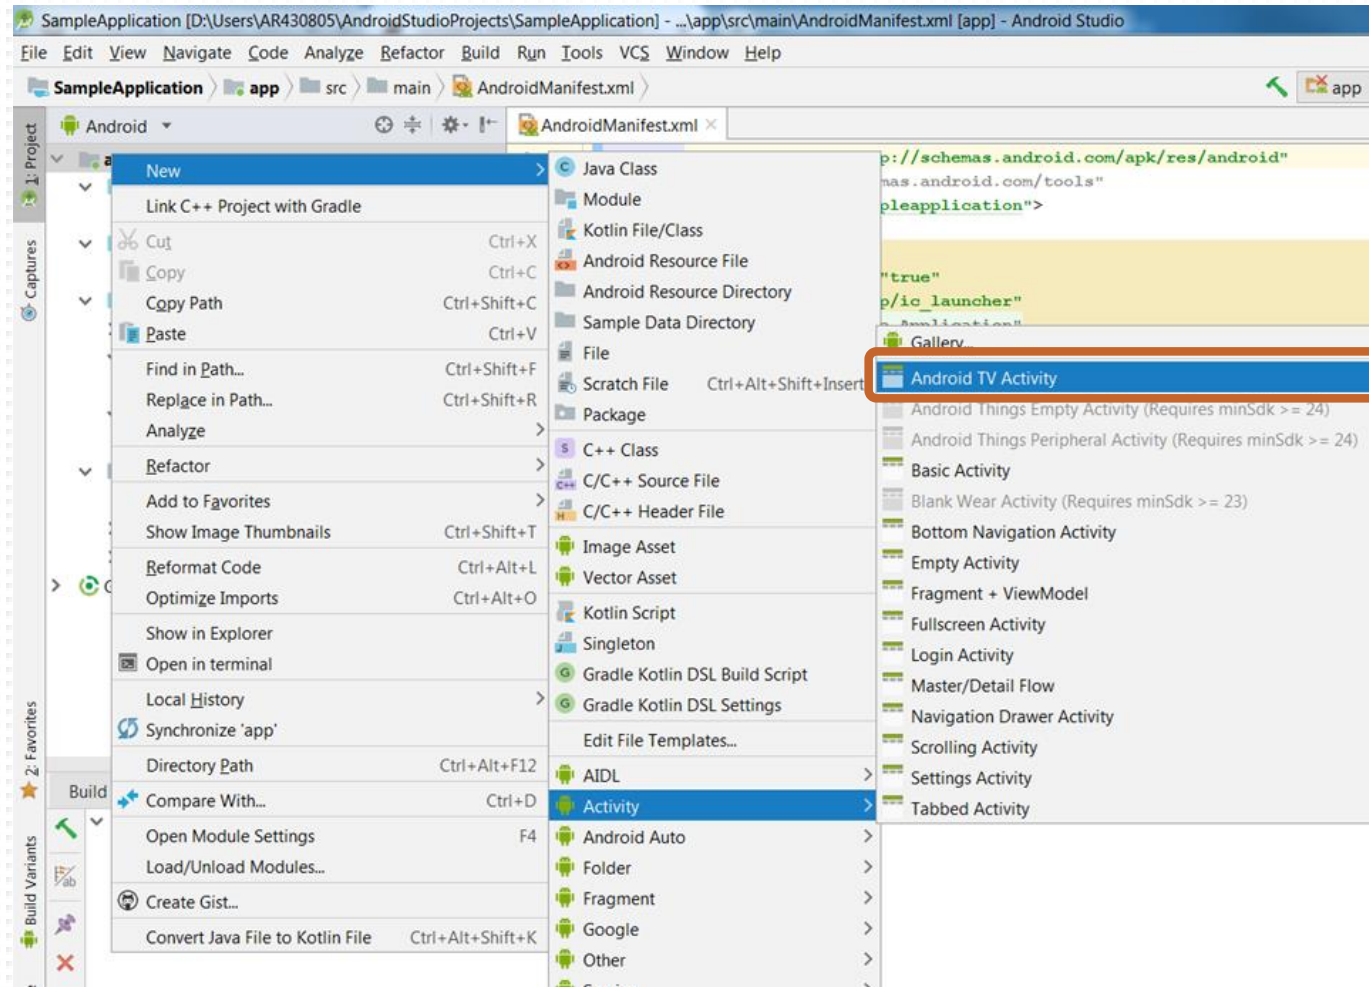 SampleApplication [D:\Users\AR430805\AndroidStudioProjects\SampleApplication] - ...\app\src\main\AndroidManifest.xml [app] - Android Studio
File Edit View Navigate Code Analyze Refactor Build Run Tools VCS Window Help
SampleApplication app src main AndroidManifest.xml app
Android AndroidManifest.xml
1: Project
Captures
2: Favorites
Build Variants
Build
New
Link C++ Project with Gradle
Cut Ctrl+X
Copy Ctrl+C
Copy Path Ctrl+Shift+C
Paste Ctrl+V
Find in Path... Ctrl+Shift+F
Replace in Path... Ctrl+Shift+R
Analyze
Refactor
Add to Favorites
Show Image Thumbnails Ctrl+Shift+T
Reformat Code Ctrl+Alt+L
Optimize Imports Ctrl+Alt+O
Show in Explorer
Open in terminal
Local History
Synchronize 'app'
Directory Path Ctrl+Alt+F12
Compare With... Ctrl+D
Open Module Settings F4
Load/Unload Modules...
Create Gist...
Convert Java File to Kotlin File Ctrl+Alt+Shift+K
Java Class
Module
Kotlin File/Class
Android Resource File
Android Resource Directory
Sample Data Directory
File
Scratch File Ctrl+Alt+Shift+Insert
Package
C++ Class
C/C++ Source File
C/C++ Header File
Image Asset
Vector Asset
Kotlin Script
Singleton
Gradle Kotlin DSL Build Script
Gradle Kotlin DSL Settings
Edit File Templates...
AIDL
Activity
Android Auto
Folder
Fragment
Google
Other
p://schemas.android.com/apk/res/android"
mas.android.com/tools"
pleapplication">
"true"
p/ic_launcher"
Application"
Gallery...
Android TV Activity
Android Things Empty Activity (Requires minSdk >= 24)
Android Things Peripheral Activity (Requires minSdk >= 24)
Basic Activity
Blank Wear Activity (Requires minSdk >= 23)
Bottom Navigation Activity
Empty Activity
Fragment + ViewModel
Fullscreen Activity
Login Activity
Master/Detail Flow
Navigation Drawer Activity
Scrolling Activity
Settings Activity
Tabbed Activity